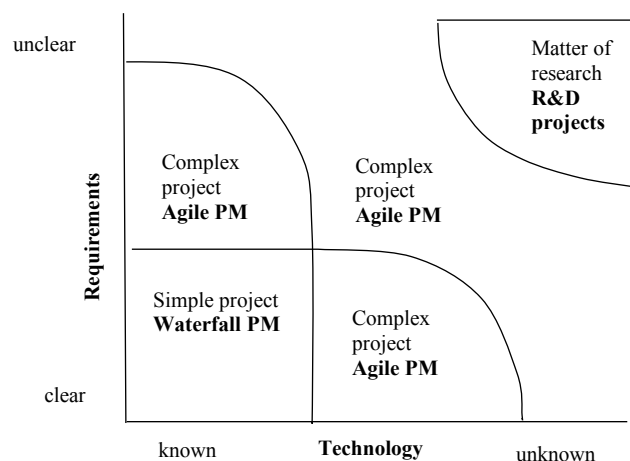 unclear
Matter of
research
R&D
projects
Complex
project
Agile PM
Complex
project
Agile PM
Requirements
Simple project
Waterfall PM
Complex
project
Agile PM
clear
known
Technology
unknown